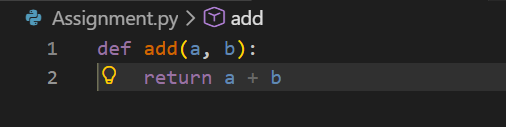 Assignment.py > add
1 def add(a, b):
2     return a + b